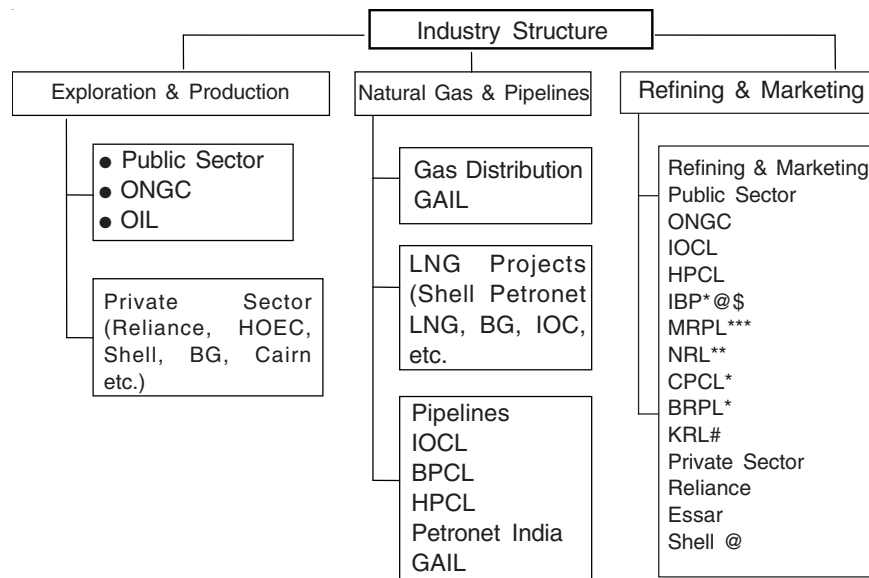 Industry Structure
Exploration & Production
● Public Sector
● ONGC
● OIL
Private Sector
(Reliance, HOEC,
Shell, BG, Cairn
etc.)
Natural Gas & Pipelines
Gas Distribution
GAIL
LNG Projects
(Shell Petronet
LNG, BG, IOC,
etc.
Pipelines
IOCL
BPCL
HPCL
Petronet India
GAIL
Refining & Marketing
Refining & Marketing
Public Sector
ONGC
IOCL
HPCL
IBP*@$
MRPL***
NRL**
CPCL*
BRPL*
KRL#
Private Sector
Reliance
Essar
Shell @